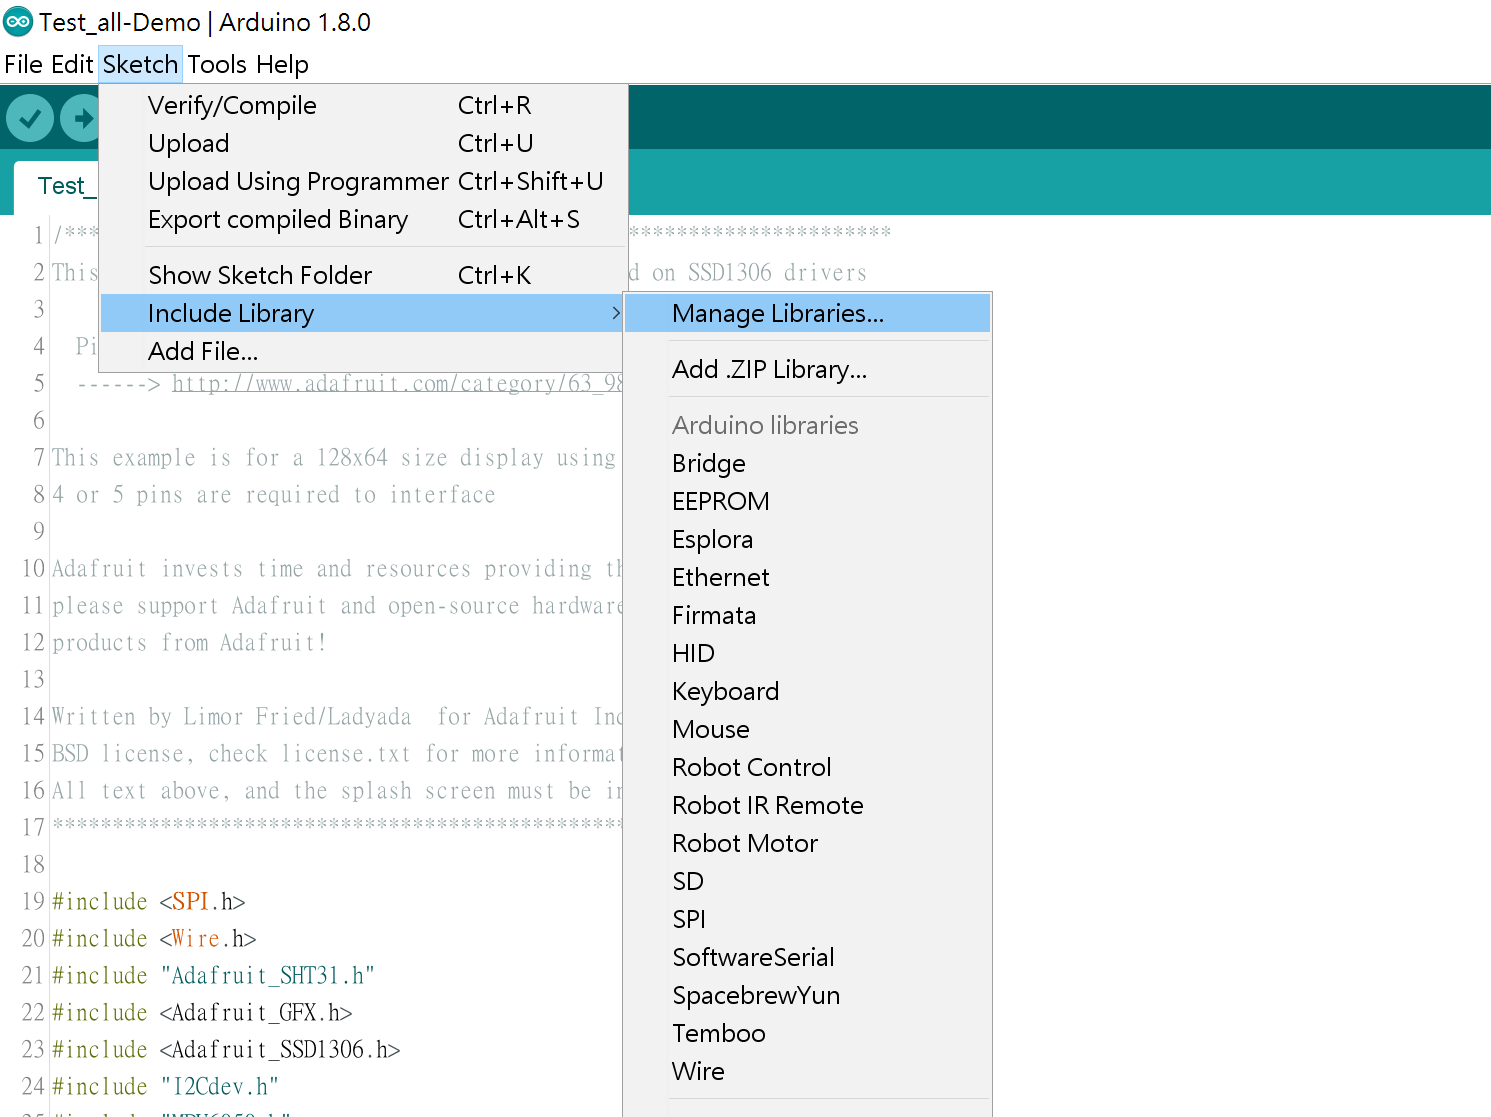 Test_all-Demo | Arduino 1.8.0
File Edit Sketch Tools Help
Verify/Compile Ctrl+R
Upload Ctrl+U
Upload Using Programmer Ctrl+Shift+U
Export compiled Binary Ctrl+Alt+S
Show Sketch Folder Ctrl+K
Include Library
Add File...
Manage Libraries...
Add .ZIP Library...
Arduino libraries
Bridge
EEPROM
Esplora
Ethernet
Firmata
HID
Keyboard
Mouse
Robot Control
Robot IR Remote
Robot Motor
SD
SPI
SoftwareSerial
SpacebrewYun
Temboo
Wire
Test_
1 /*** **********************
2 This on SSD1306 drivers
3
4
5 ------> http://www.adafruit.com/category/63_98
6
7 This example is for a 128x64 size display using
8 4 or 5 pins are required to interface
9
10 Adafruit invests time and resources providing
11 please support Adafruit and open-source hardware
12 products from Adafruit!
13
14 Written by Limor Fried/Ladyada for Adafruit
15 BSD license, check license.txt for more
16 All text above, and the splash screen must be
17 ************************************************
18
19 #include <SPI.h>
20 #include <Wire.h>
21 #include "Adafruit_SHT31.h"
22 #include <Adafruit_GFX.h>
23 #include <Adafruit_SSD1306.h>
24 #include "I2Cdev.h"